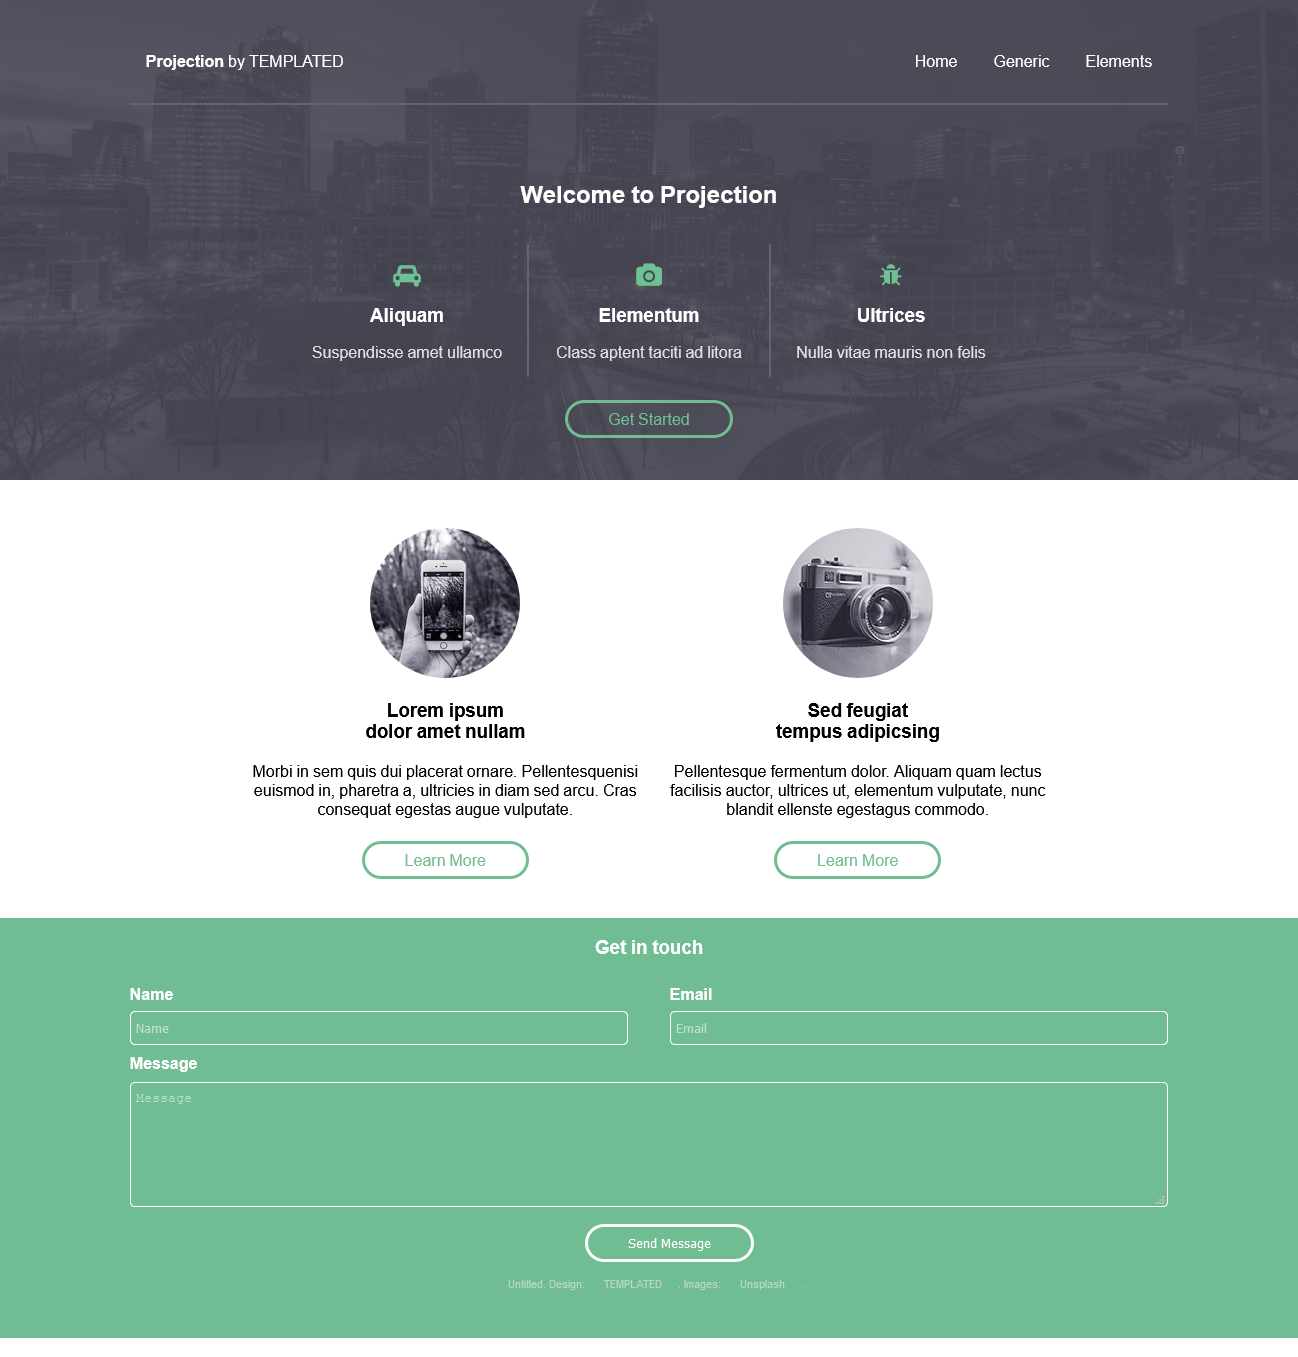 Projection by TEMPLATED
Home Generic Elements
Welcome to Projection
Aliquam
Suspendisse amet ullamco
Elementum
Class aptent taciti ad litora
Ultrices
Nulla vitae mauris non felis
Get Started
Lorem ipsum
dolor amet nullam
Morbi in sem quis dui placerat ornare. Pellentesquenisi
euismod in, pharetra a, ultricies in diam sed arcu. Cras
consequat egestas augue vulputate.
Learn More
Sed feugiat
tempus adipicsing
Pellentesque fermentum dolor. Aliquam quam lectus
facilisis auctor, ultrices ut, elementum vulputate, nunc
blandit ellenste egestagus commodo.
Learn More
Get in touch
Name
Name
Email
Email
Message
Message
Send Message
Untitled. Design: TEMPLATED . Images: Unsplash .